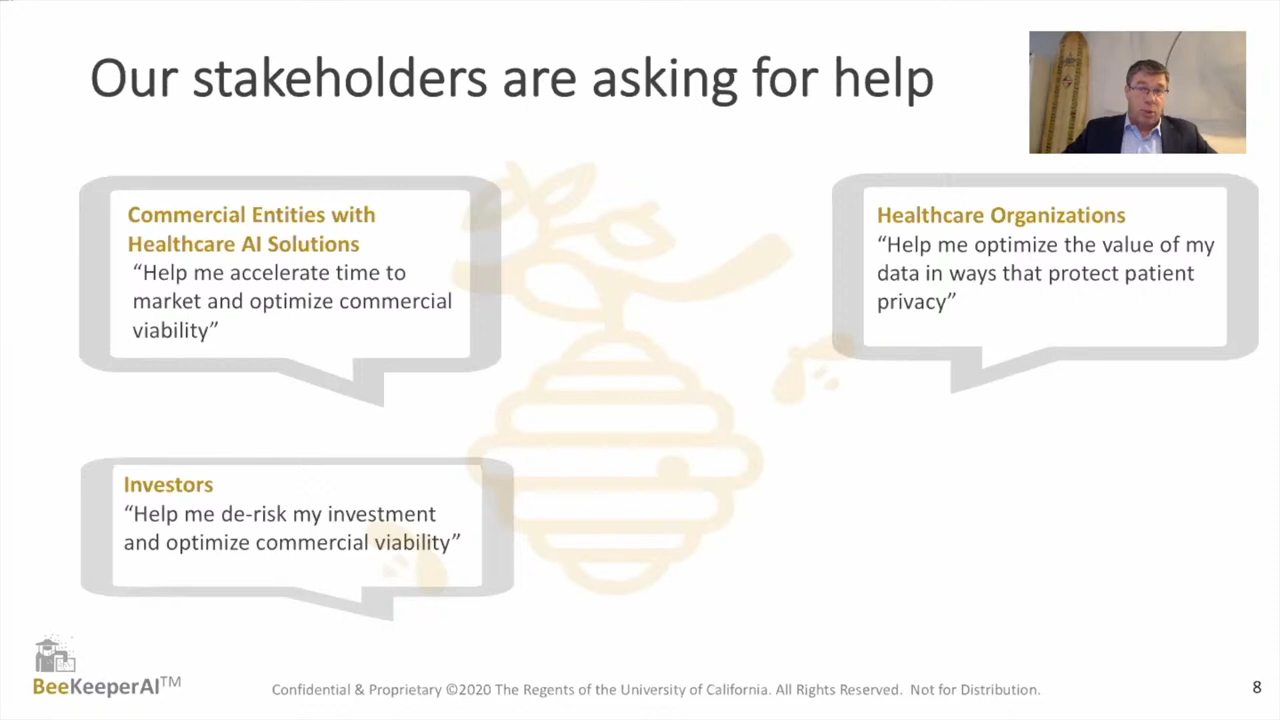 Our stakeholders are asking for help
Commercial Entities with
Healthcare AI Solutions
“Help me accelerate time to
market and optimize commercial
viability”
Healthcare Organizations
“Help me optimize the value of my
data in ways that protect patient
privacy”
Investors
“Help me de-risk my investment
and optimize commercial viability”
BeeKeeperAI™
Confidential & Proprietary ©2020 The Regents of the University of California. All Rights Reserved. Not for Distribution.
8